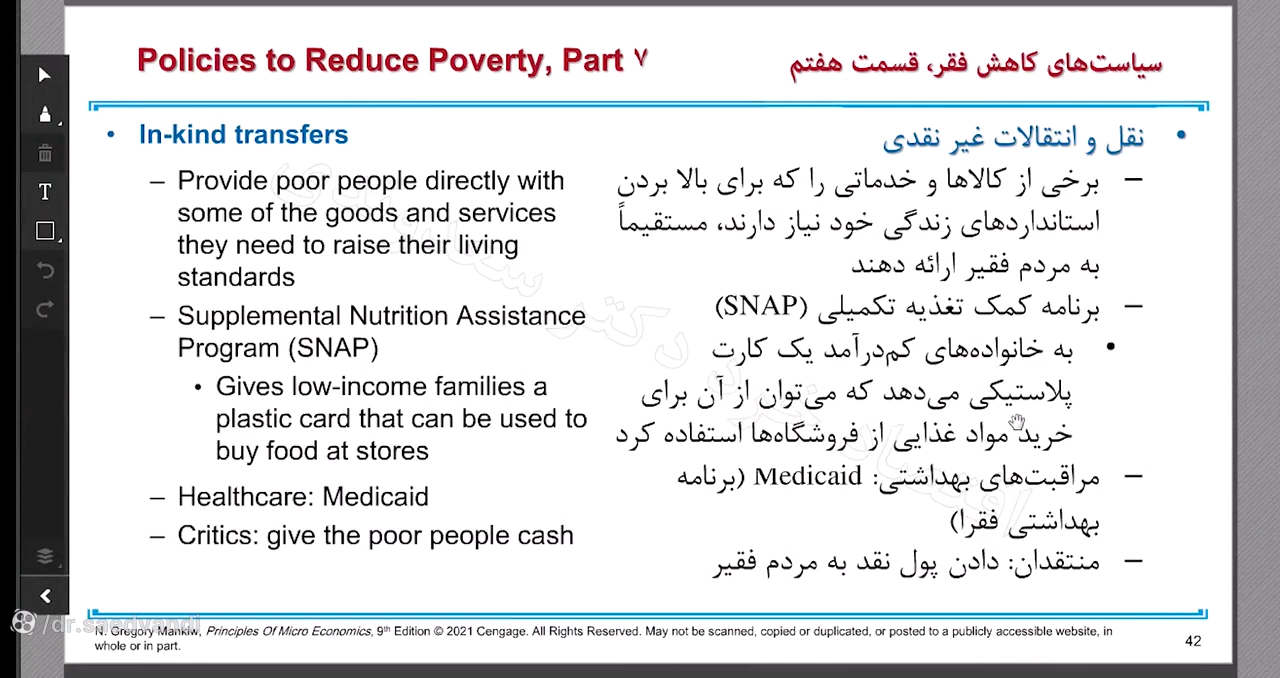 Policies to Reduce Poverty, Part ۷
سیاست‌های کاهش فقر، قسمت هفتم
• In-kind transfers
– Provide poor people directly with
some of the goods and services
they need to raise their living
standards
– Supplemental Nutrition Assistance
Program (SNAP)
• Gives low-income families a
plastic card that can be used to
buy food at stores
– Healthcare: Medicaid
– Critics: give the poor people cash
• نقل و انتقالات غیر نقدی
– برخی از کالاها و خدماتی را که برای بالا بردن
استانداردهای زندگی خود نیاز دارند، مستقیماً
به مردم فقیر ارائه دهند
– برنامه کمک تغذیه تکمیلی (SNAP)
• به خانواده‌های کم‌درآمد یک کارت
پلاستیکی می‌دهد که می‌توان از آن برای
خرید مواد غذایی از فروشگاه‌ها استفاده کرد
– مراقبت‌های بهداشتی: Medicaid (برنامه
بهداشتی فقرا)
– منتقدان: دادن پول نقد به مردم فقیر
/dr.saedvandi
N. Gregory Mankiw, Principles Of Micro Economics, 9th Edition © 2021 Cengage. All Rights Reserved. May not be scanned, copied or duplicated, or posted to a publicly accessible website, in
whole or in part.
42